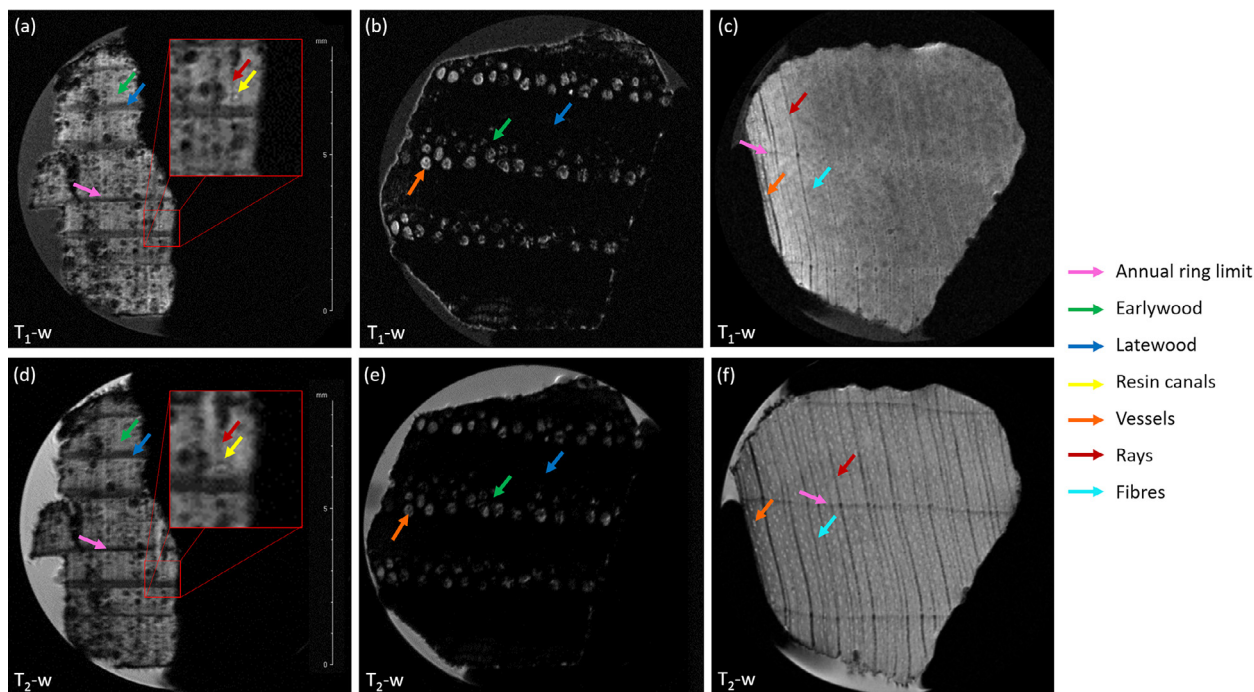 (a)
mm
5
0
T1-w
(b)
T1-w
(c)
T1-w
(d)
mm
5
0
T2-w
(e)
T2-w
(f)
T2-w
Annual ring limit
Earlywood
Latewood
Resin canals
Vessels
Rays
Fibres